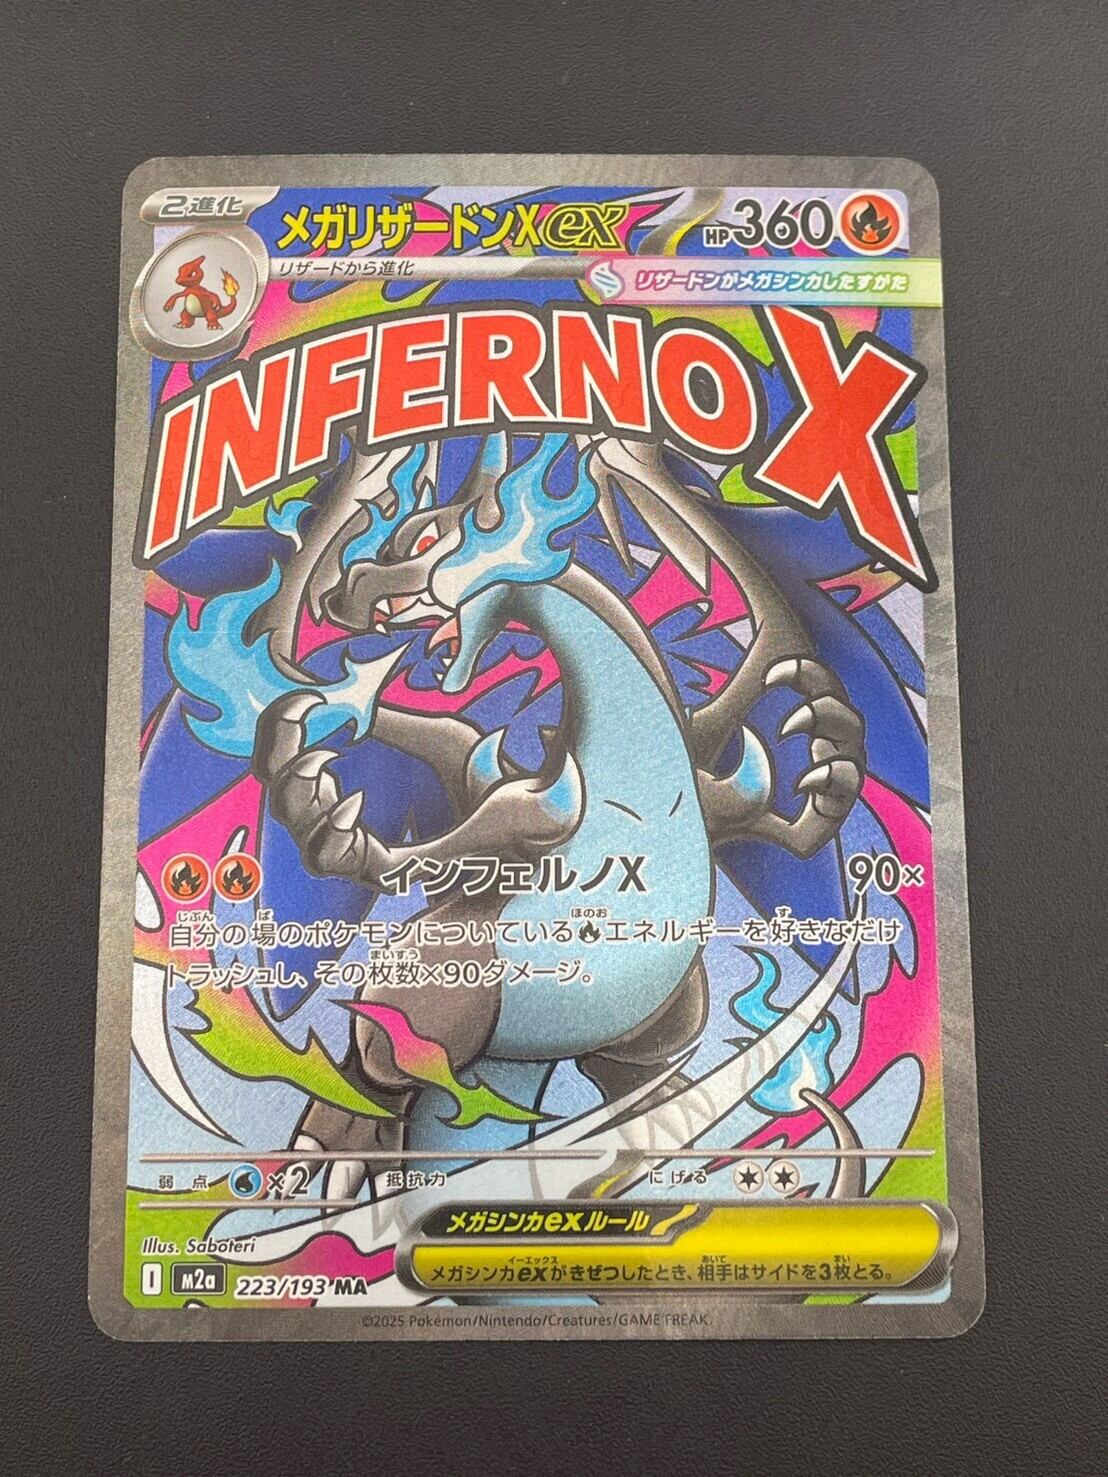 2進化
メガリザードンXex
HP360
リザードから進化
リザードンがメガシンカしたすがた
INFERNO X
インフェルノX 90×
自分の場のポケモンについているエネルギーを好きなだけ
トラッシュし、その枚数×90ダメージ。
弱点 ×2 抵抗力 にげる
メガシンカexルール
メガシンカexがきぜつしたとき、相手はサイドを3枚とる。
Illus. Saboteri
I M2a 223/193 MA
©2025 Pokémon/Nintendo/Creatures/GAME FREAK.